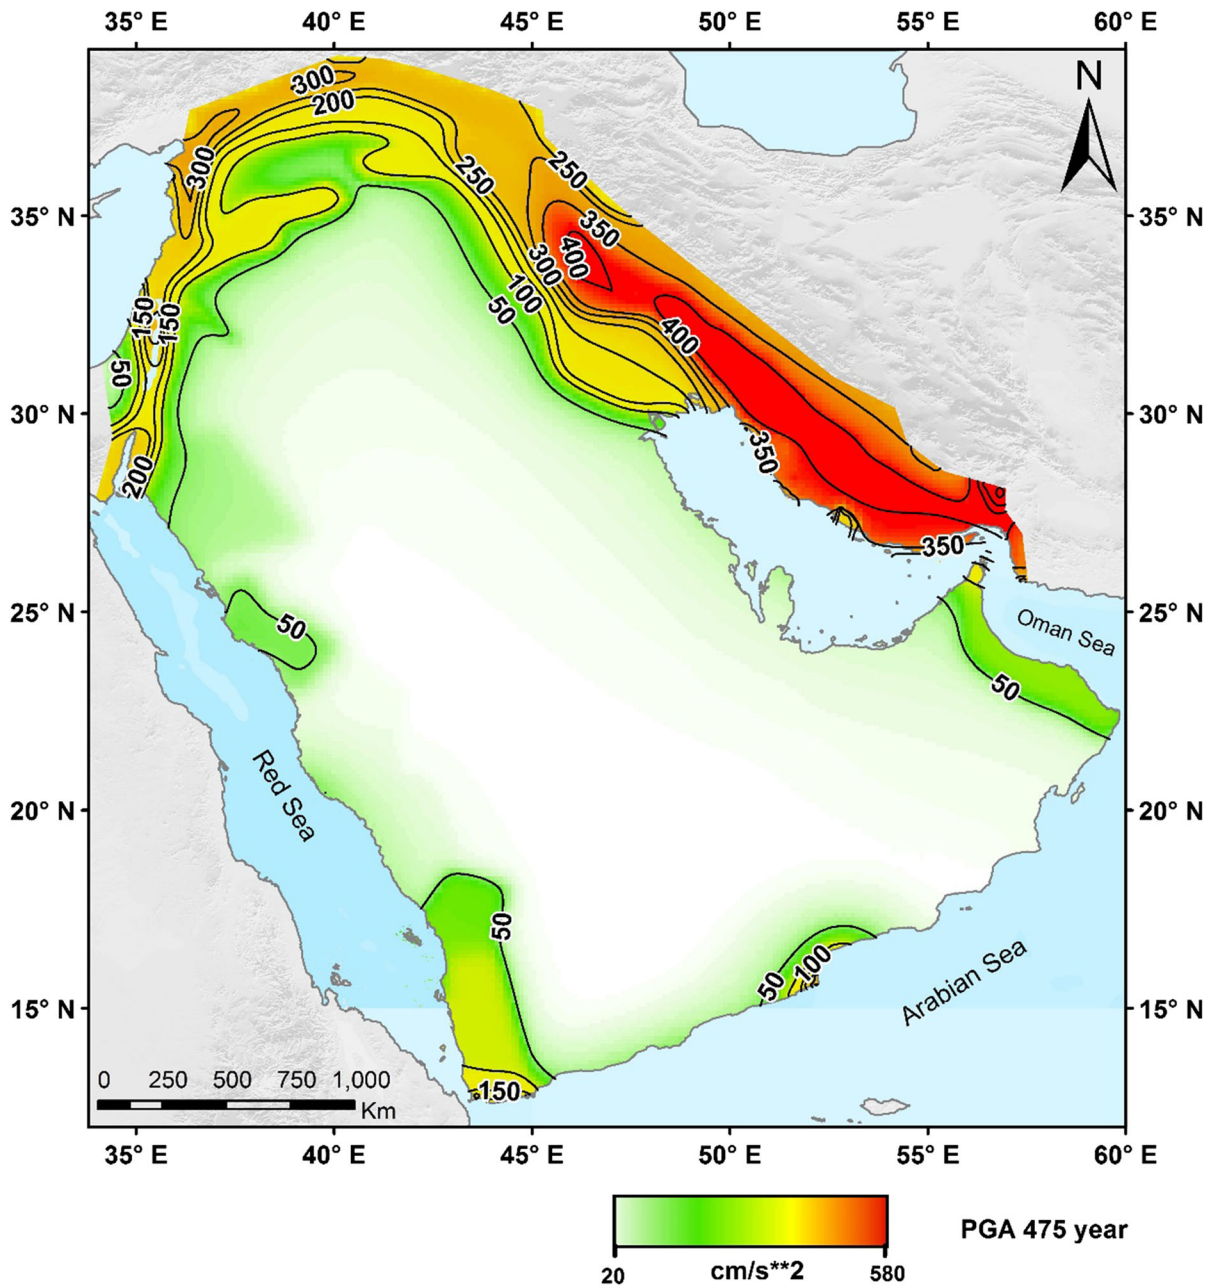 35° E 40° E 45° E 50° E 55° E 60° E
N
300
200
300
250
250
35° N 35° N
350
400
300
100
50
150
150
400
50
30° N 30° N
350
200
350
25° N 25° N
50
Oman Sea
50
Red Sea
20° N 20° N
50
100
50
Arabian Sea
15° N 15° N
150
0 250 500 750 1,000
Km
35° E 40° E 45° E 50° E 55° E 60° E
PGA 475 year
20 cm/s**2 580